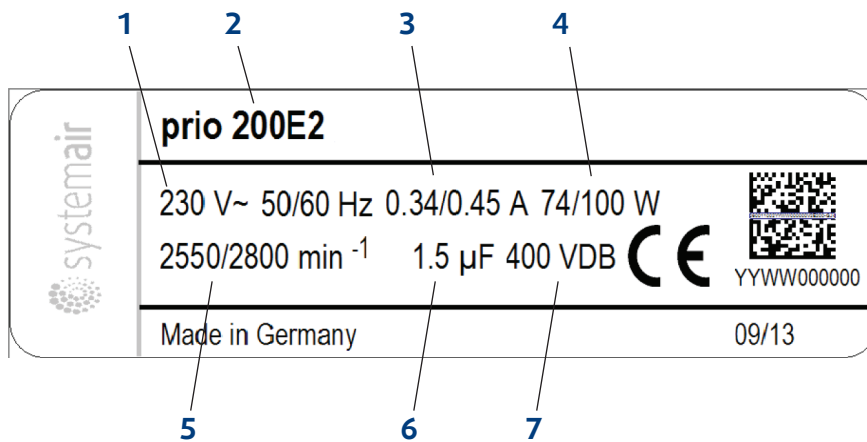 1 2 3 4
prio 200E2
systemair
230 V~ 50/60 Hz 0.34/0.45 A 74/100 W
2550/2800 min -1 1.5 µF 400 VDB CE
YYWW000000
Made in Germany 09/13
5 6 7